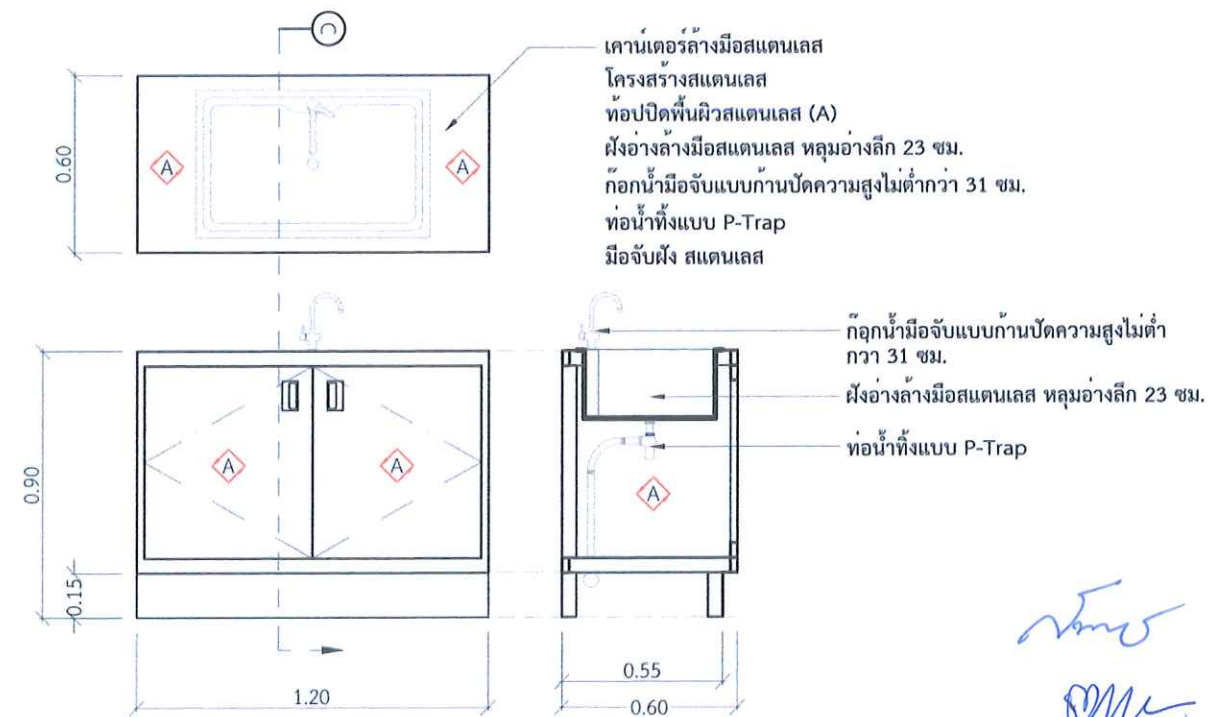 C
เคาน์เตอร์ล้างมือสแตนเลส
โครงสร้างสแตนเลส
ท้อปปิดพื้นผิวสแตนเลส (A)
ฝังอ่างล้างมือสแตนเลส หลุมอ่างลึก 23 ซม.
ก๊อกน้ำมือจับแบบก้านปัดความสูงไม่ต่ำกว่า 31 ซม.
ท่อน้ำทิ้งแบบ P-Trap
มือจับฝัง สแตนเลส
0.60
A
A
ก๊อกน้ำมือจับแบบก้านปัดความสูงไม่ต่ำ
กวา 31 ซม.
ฝังอ่างล้างมือสแตนเลส หลุมอ่างลึก 23 ซม.
ท่อน้ำทิ้งแบบ P-Trap
0.90
A
A
A
0.15
1.20
0.55
0.60